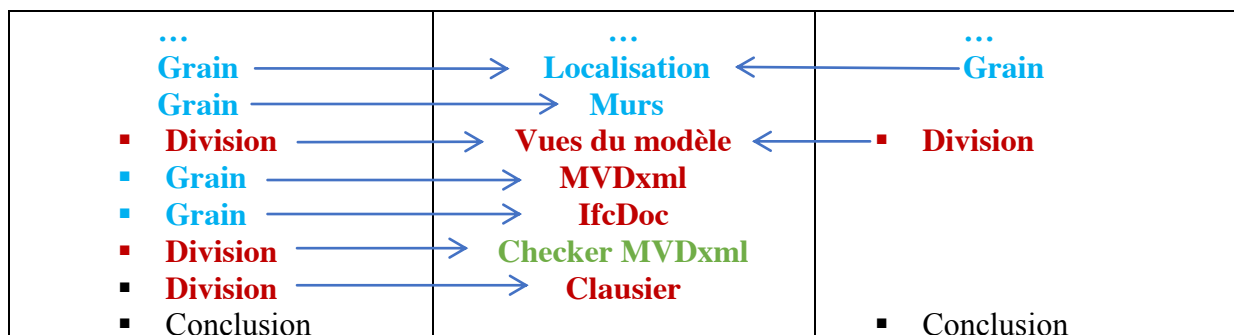 … … …
Grain Localisation Grain
Grain Murs
▪ Division Vues du modèle ▪ Division
▪ Grain MVDxml
▪ Grain IfcDoc
▪ Division Checker MVDxml
▪ Division Clausier
▪ Conclusion ▪ Conclusion